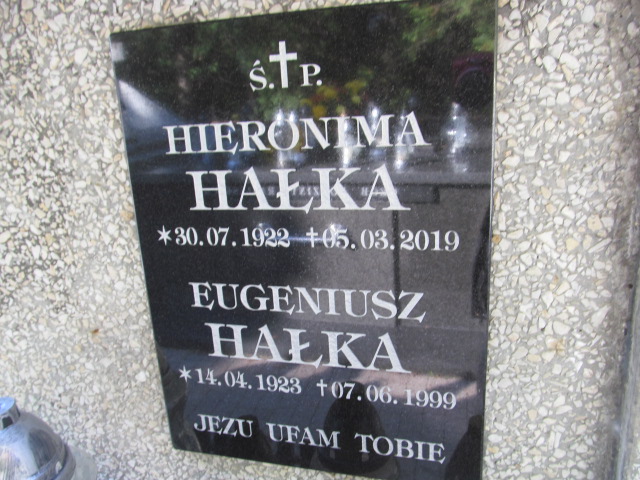 Ś.✝P.
HIERONIMA
HAŁKA
✶30.07.1922 ✝05.03.2019
EUGENIUSZ
HAŁKA
✶14.04.1923 ✝07.06.1999
JEZU UFAM TOBIE